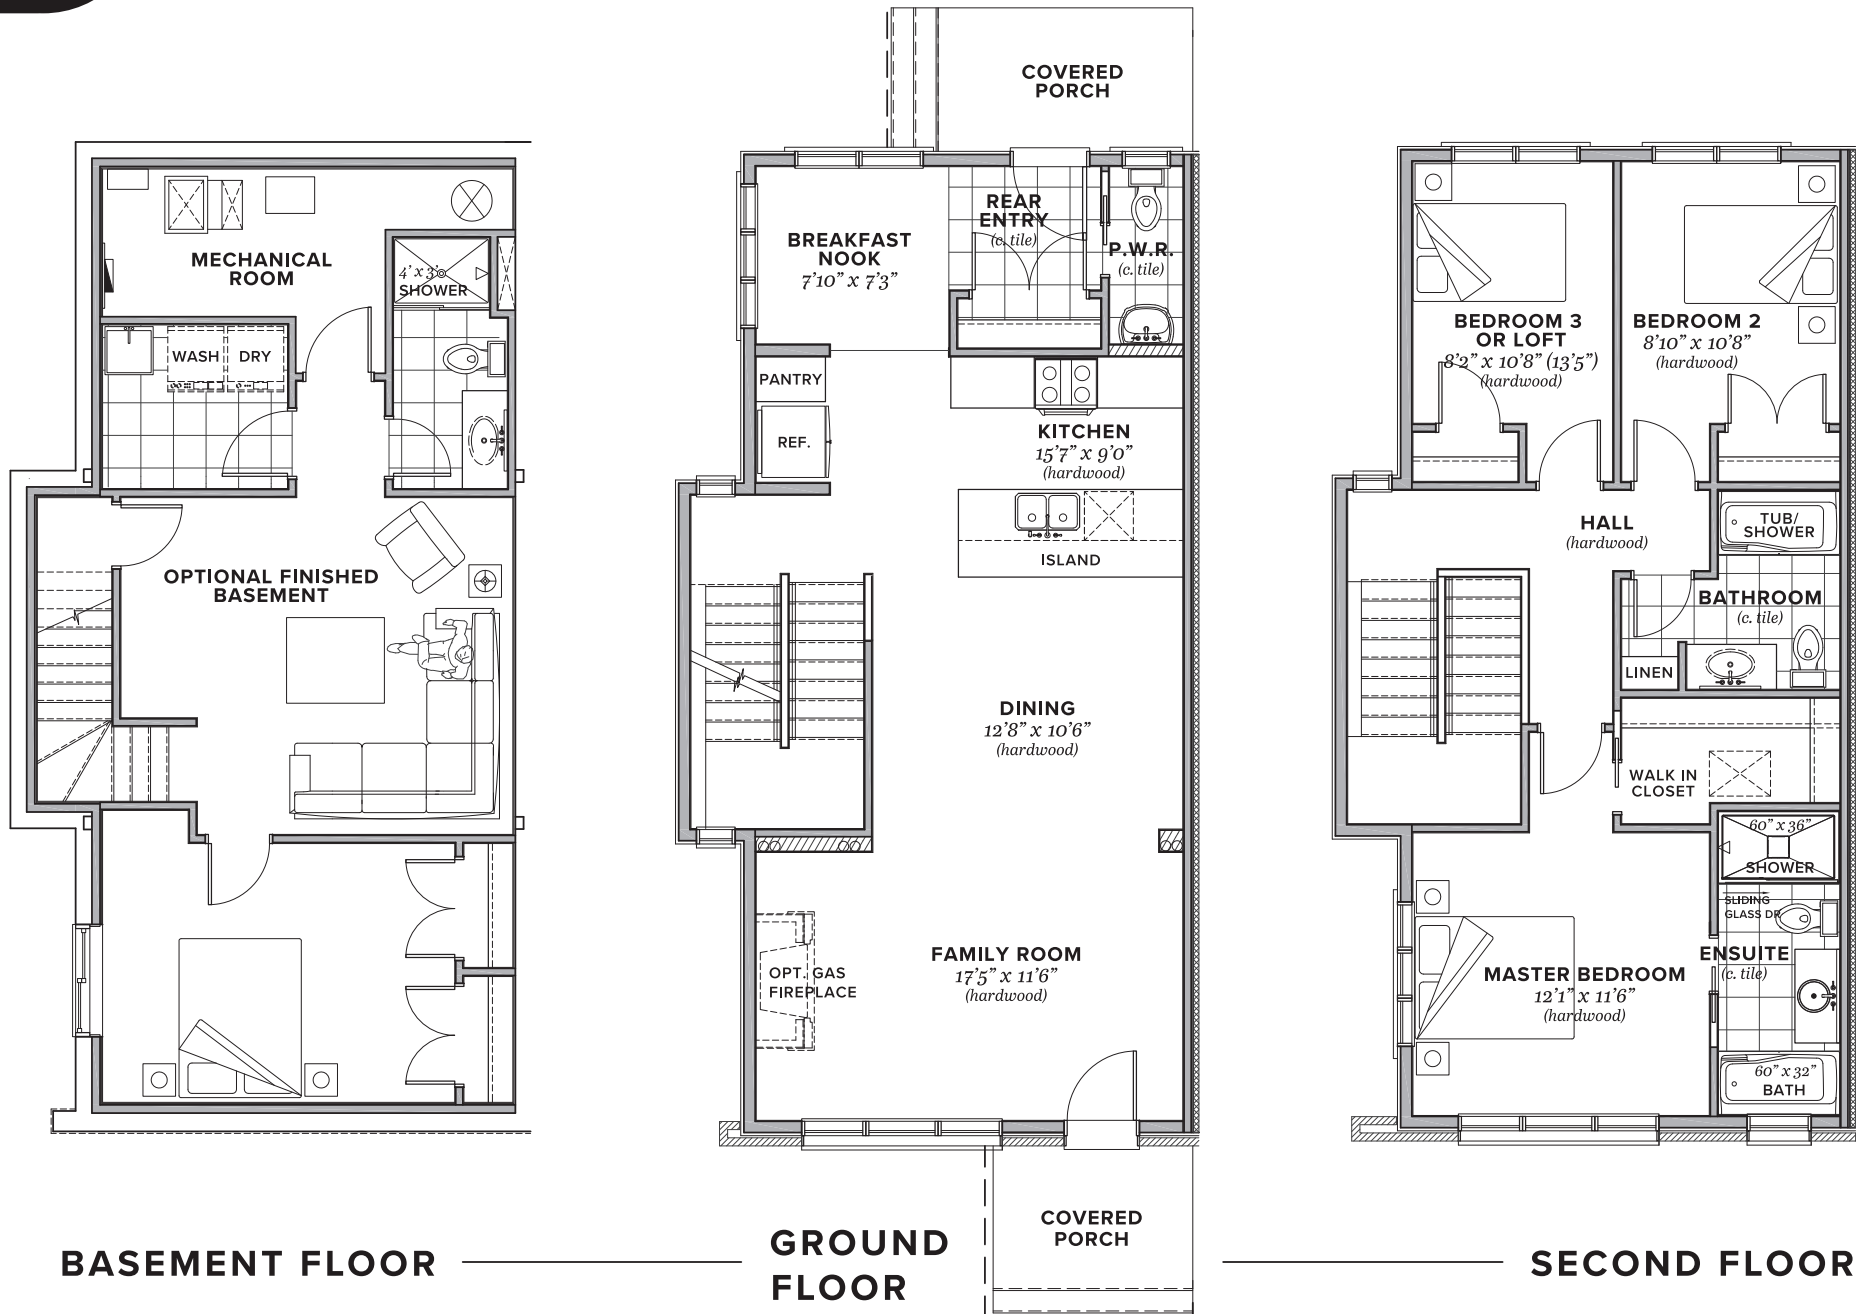 MECHANICAL
ROOM
4' x 3'
SHOWER
WASH
DRY
OPTIONAL FINISHED
BASEMENT
BASEMENT FLOOR
COVERED
PORCH
REAR
ENTRY
(c. tile)
P.W.R.
(c. tile)
BREAKFAST
NOOK
7'10" x 7'3"
PANTRY
REF.
KITCHEN
15'7" x 9'0"
(hardwood)
ISLAND
DINING
12'8" x 10'6"
(hardwood)
FAMILY ROOM
17'5" x 11'6"
(hardwood)
OPT. GAS
FIREPLACE
COVERED
PORCH
GROUND
FLOOR
BEDROOM 3
OR LOFT
8'2" x 10'8" (13'5")
(hardwood)
BEDROOM 2
8'10" x 10'8"
(hardwood)
HALL
(hardwood)
TUB/
SHOWER
BATHROOM
(c. tile)
LINEN
WALK IN
CLOSET
60" x 36"
SHOWER
SLIDING
GLASS DR
ENSUITE
(c. tile)
MASTER BEDROOM
12'1" x 11'6"
(hardwood)
60" x 32"
BATH
SECOND FLOOR